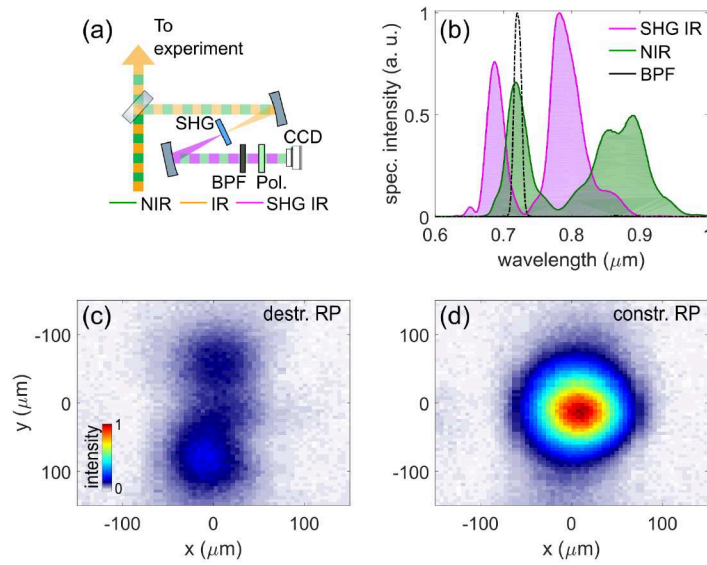 (a)
To
experiment
SHG
CCD
BPF Pol.
NIR IR SHG IR
(b)
spec. intensity (a. u.)
1
0.5
0
SHG IR
NIR
BPF
0.6 0.7 0.8 0.9 1
wavelength (μm)
(c) destr. RP
y (μm)
-100
0
100
intensity
1
0
-100 0 100
x (μm)
(d) constr. RP
100
0
-100
-100 0 100
x (μm)